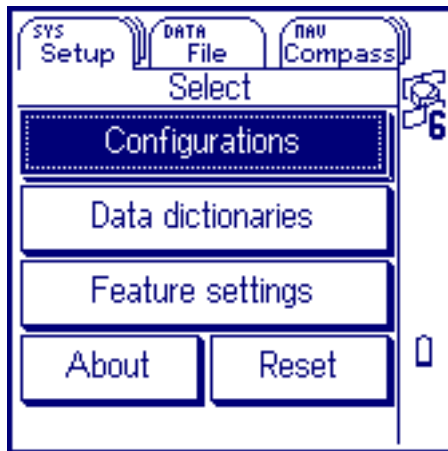 SYS DATA NAV
Setup File Compass
Select
Configurations
6
Data dictionaries
Feature settings
About Reset